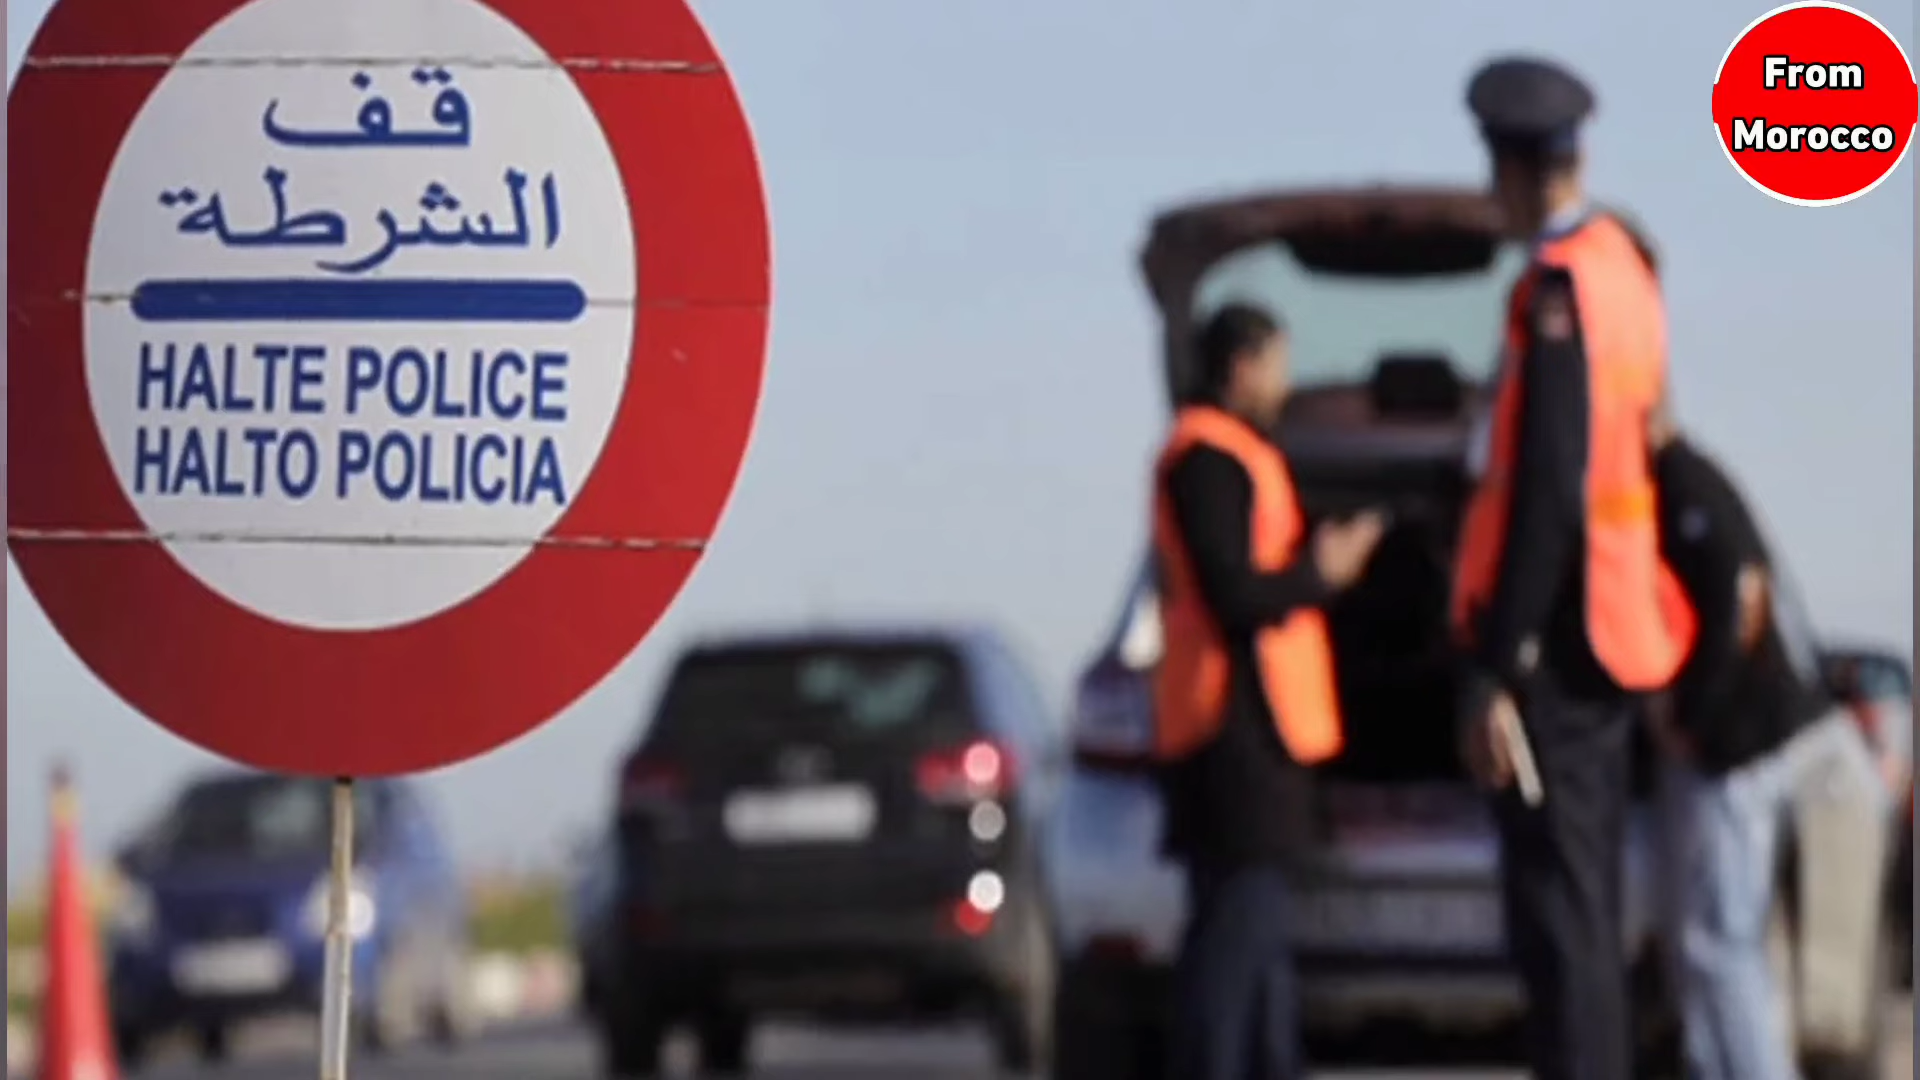 قف
الشرطة
HALTE POLICE
HALTO POLICIA
From
Morocco